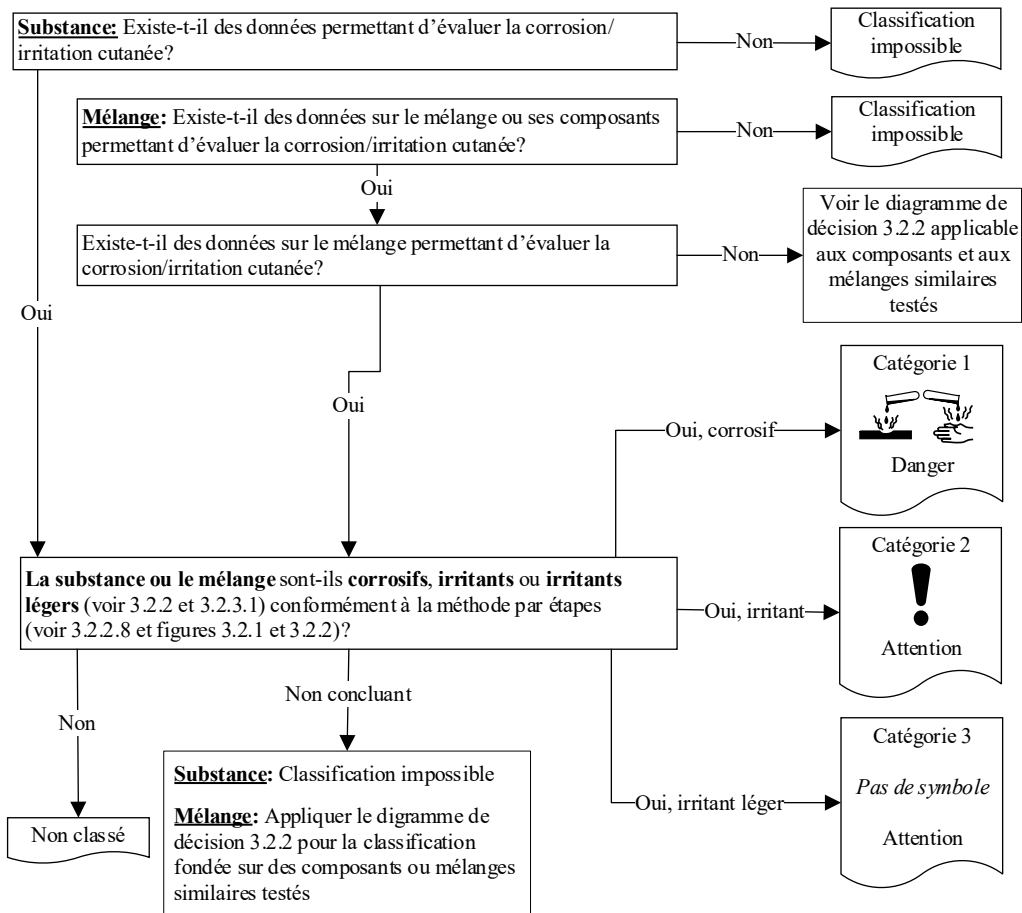 Substance: Existe-t-il des données permettant d’évaluer la corrosion/
irritation cutanée?
Non
Classification
impossible
Mélange: Existe-t-il des données sur le mélange ou ses composants
permettant d’évaluer la corrosion/irritation cutanée?
Non
Classification
impossible
Oui
Existe-t-il des données sur le mélange permettant d’évaluer la
corrosion/irritation cutanée?
Non
Voir le diagramme de
décision 3.2.2 applicable
aux composants et aux
mélanges similaires
testés
Oui
Oui
Oui, corrosif
Catégorie 1
Danger
La substance ou le mélange sont-ils corrosifs, irritants ou irritants
légers (voir 3.2.2 et 3.2.3.1) conformément à la méthode par étapes
(voir 3.2.2.8 et figures 3.2.1 et 3.2.2)?
Oui, irritant
Catégorie 2
Attention
Non
Non classé
Non concluant
Substance: Classification impossible
Mélange: Appliquer le digramme de
décision 3.2.2 pour la classification
fondée sur des composants ou mélanges
similaires testés
Oui, irritant léger
Catégorie 3
Pas de symbole
Attention